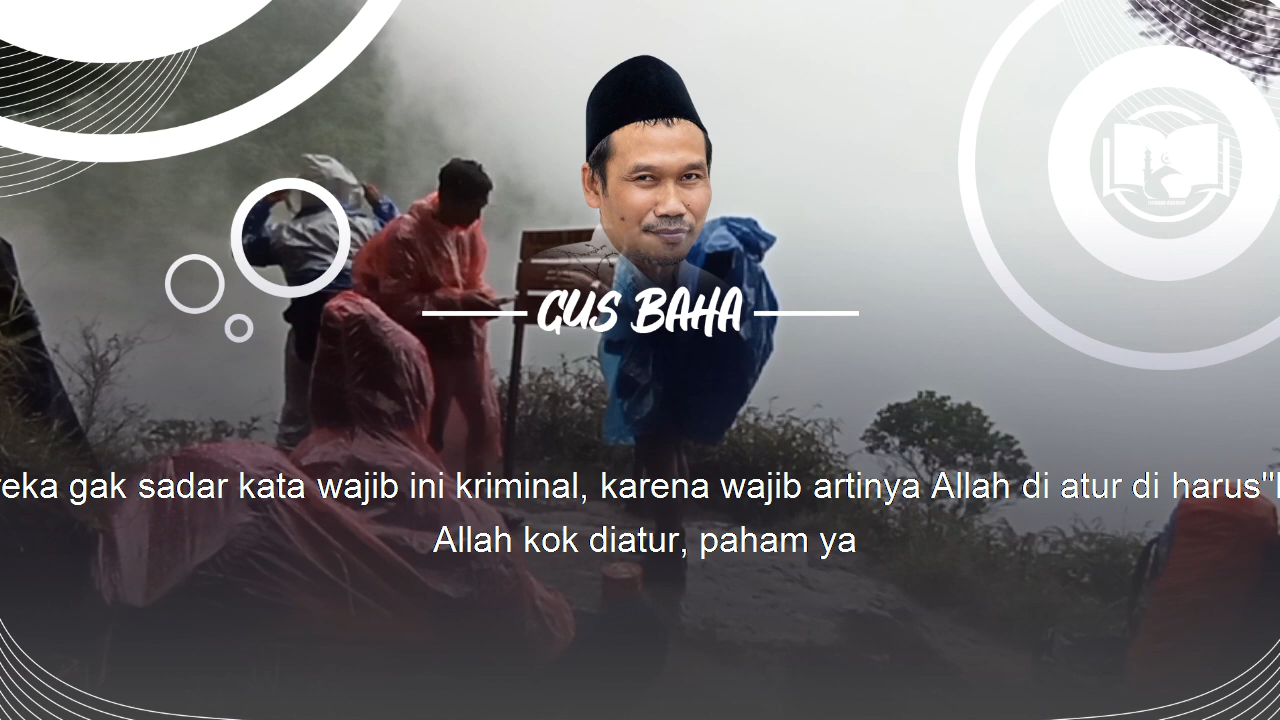 GUS BAHA
gak sadar kata wajib ini kriminal, karena wajib artinya Allah di atur di harus"
Allah kok diatur, paham ya